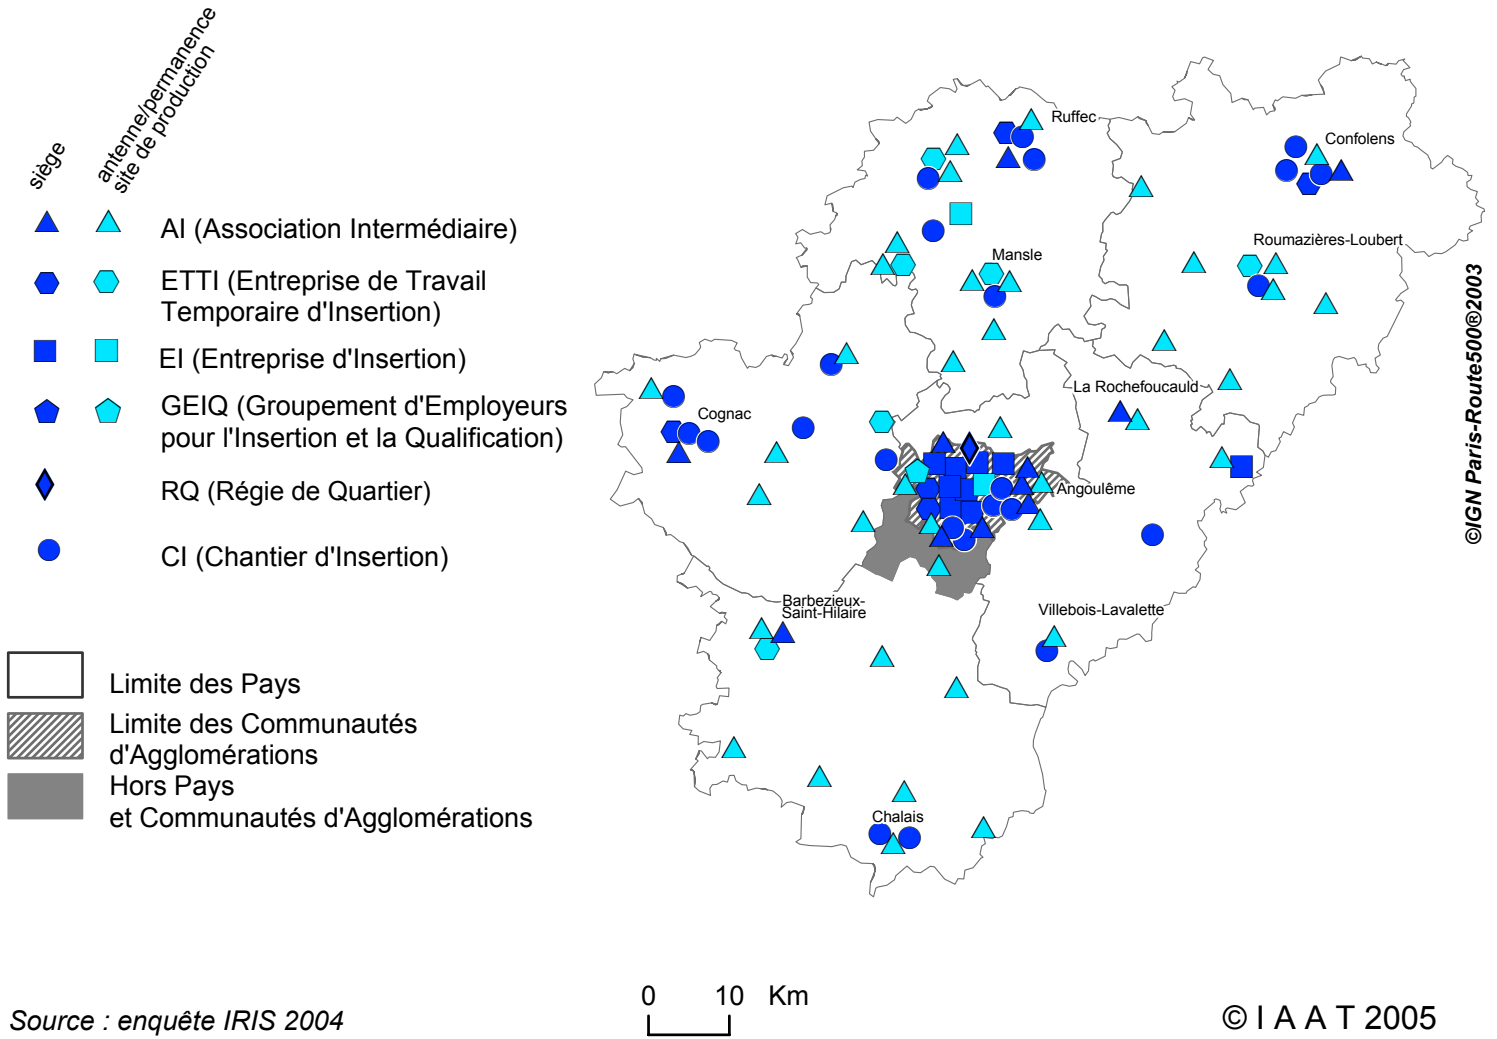 siège
antenne/permanence
site de production
AI (Association Intermédiaire)
ETTI (Entreprise de Travail
Temporaire d'Insertion)
EI (Entreprise d'Insertion)
GEIQ (Groupement d'Employeurs
pour l'Insertion et la Qualification)
RQ (Régie de Quartier)
CI (Chantier d'Insertion)
Limite des Pays
Limite des Communautés
d'Agglomérations
Hors Pays
et Communautés d'Agglomérations
Ruffec
Confolens
Roumazières-Loubert
Mansle
La Rochefoucauld
Cognac
Angoulême
Barbezieux-
Saint-Hilaire
Villebois-Lavalette
Chalais
©IGN Paris-Route500®2003
0 10 Km
Source : enquête IRIS 2004
© I A A T 2005